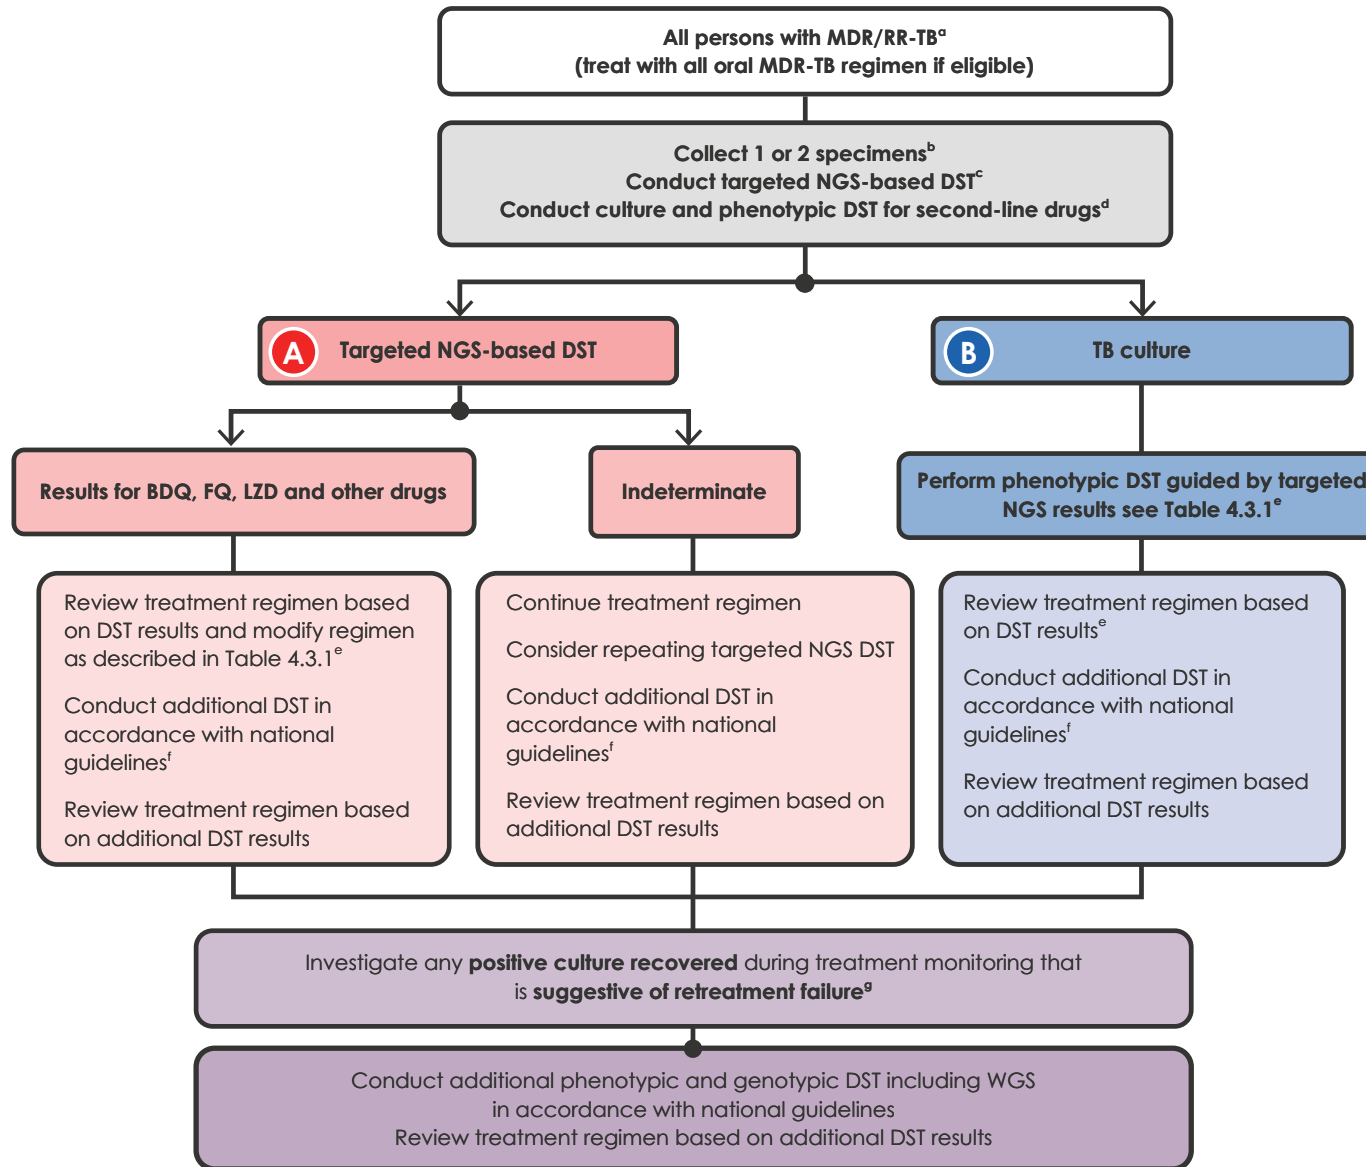 All persons with MDR/RR-TBᵃ
(treat with all oral MDR-TB regimen if eligible)
Collect 1 or 2 specimensᵇ
Conduct targeted NGS-based DSTᶜ
Conduct culture and phenotypic DST for second-line drugsᵈ
A
Targeted NGS-based DST
B
TB culture
Results for BDQ, FQ, LZD and other drugs
Indeterminate
Perform phenotypic DST guided by targeted
NGS results see Table 4.3.1ᵉ
Review treatment regimen based
on DST results and modify regimen
as described in Table 4.3.1ᵉ
Conduct additional DST in
accordance with national
guidelinesᶠ
Review treatment regimen based
on additional DST results
Continue treatment regimen
Consider repeating targeted NGS DST
Conduct additional DST in
accordance with national
guidelinesᶠ
Review treatment regimen based on
additional DST results
Review treatment regimen based
on DST resultsᵉ
Conduct additional DST in
accordance with national
guidelinesᶠ
Review treatment regimen based
on additional DST results
Investigate any positive culture recovered during treatment monitoring that
is suggestive of retreatment failureᵍ
Conduct additional phenotypic and genotypic DST including WGS
in accordance with national guidelines
Review treatment regimen based on additional DST results